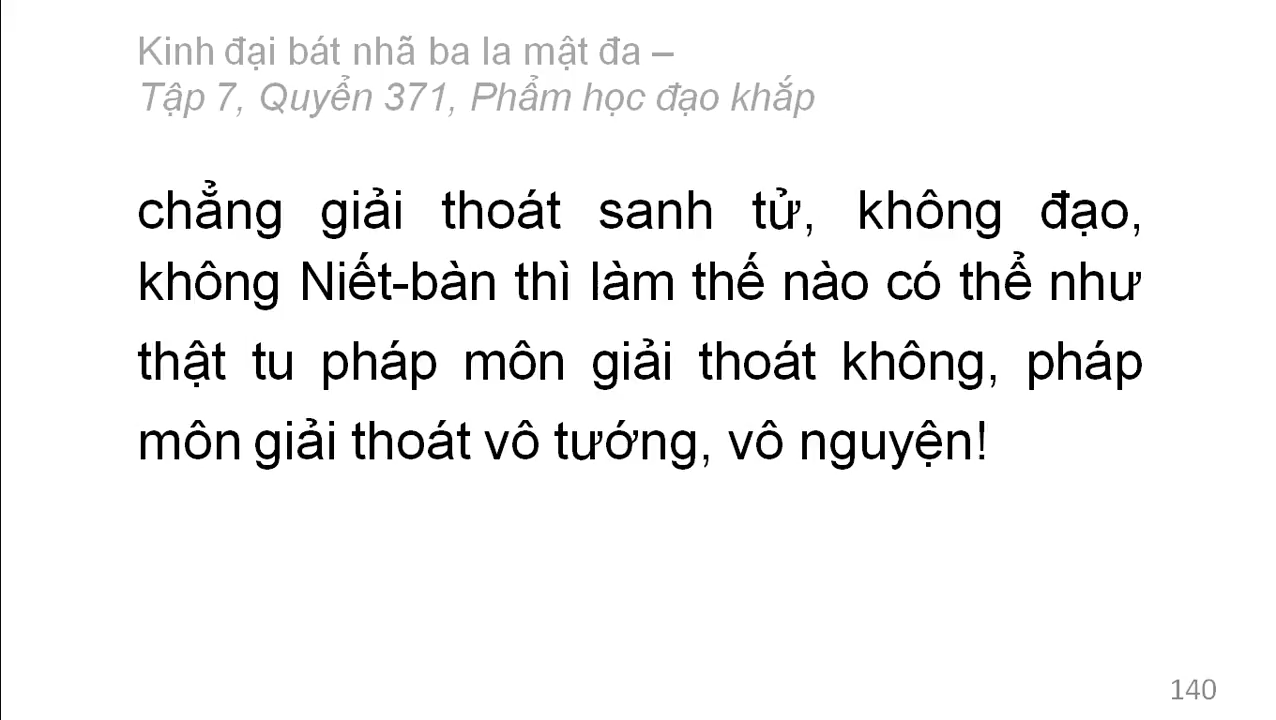 Kinh đại bát nhã ba la mật đa –
Tập 7, Quyển 371, Phẩm học đạo khắp
chẳng giải thoát sanh tử, không đạo,
không Niết-bàn thì làm thế nào có thể như
thật tu pháp môn giải thoát không, pháp
môn giải thoát vô tướng, vô nguyện!
140